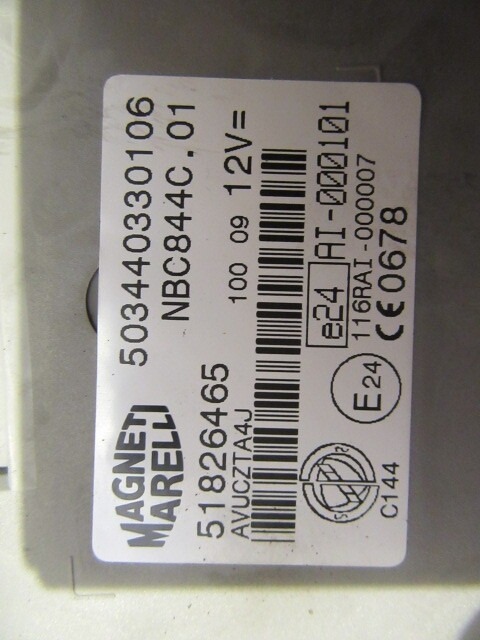 MAGNETI
MARELLI
503440330106
NBC844C.01
51826465
100 09 12V=
AVUCZTA4J
e24 AI-000101
116RAI-000007
E24
CE0678
C144